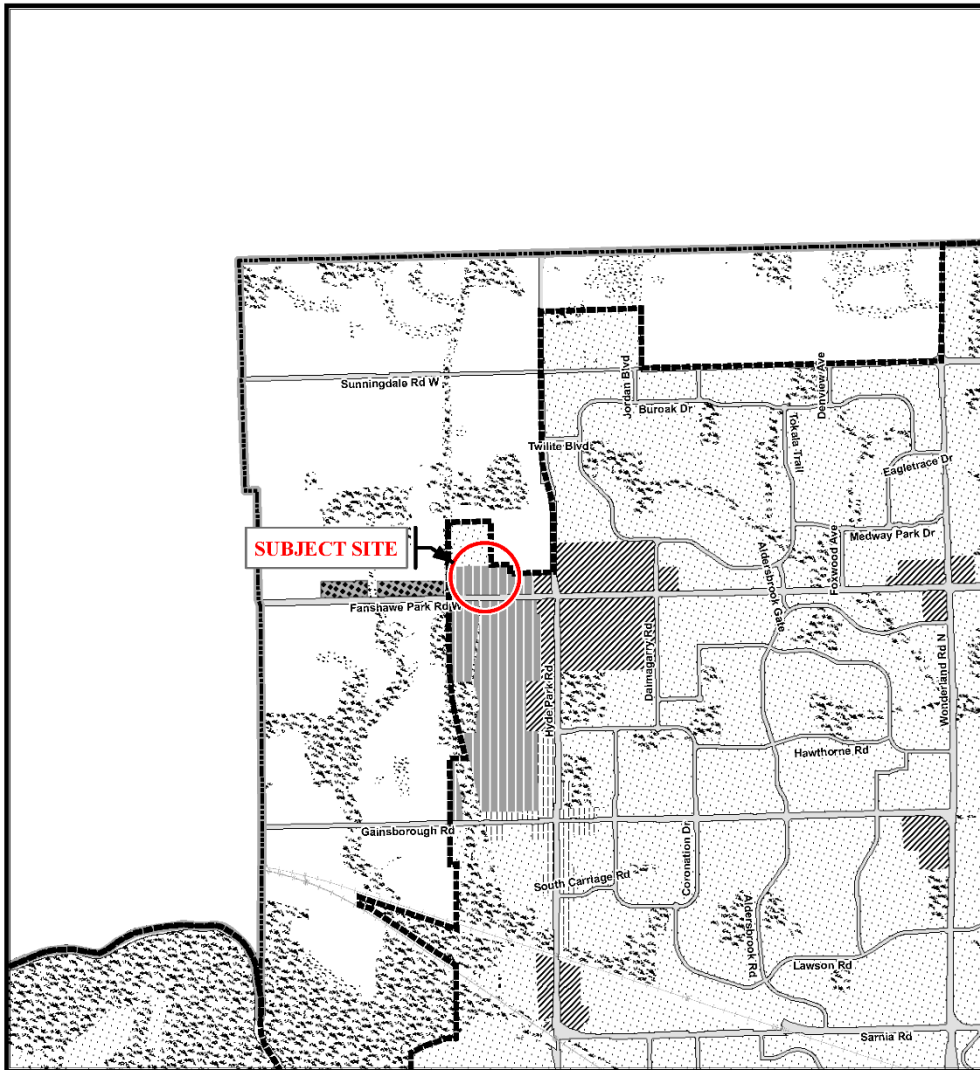 Sunningdale Rd W
Jordan Blvd
Denview Ave
Buroak Dr
Tokala Trail
Twilite Blvd
Eagletrace Dr
Medway Park Dr
SUBJECT SITE
Foxwood Ave
Aldersbrook Gate
Fanshawe Park Rd W
Dalmagarry Rd
Hyde Park Rd
Wonderland Rd N
Hawthorne Rd
Gainsborough Rd
Coronation Dr
South Carriage Rd
Aldersbrook Rd
Lawson Rd
Sarnia Rd